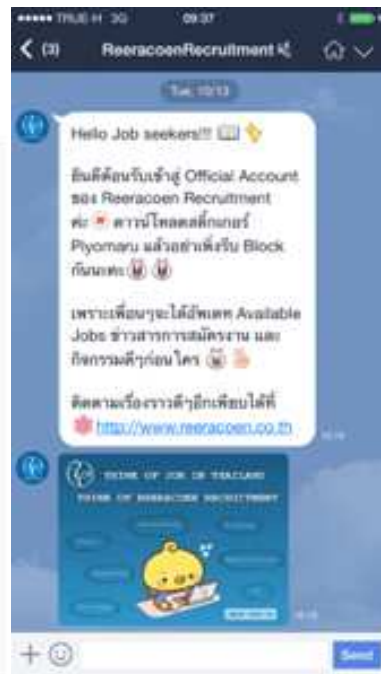 TRUE-H 3G 09:37
(3) ReeracoenRecruitment
Tue, 10/13
Hello Job seekers!!!
ยินดีต้อนรับเข้าสู่ Official Account
ของ Reeracoen Recruitment
ค่ะ ดาวน์โหลดสติ๊กเกอร์
Piyomaru แล้วอย่าเพิ่งรีบ Block
กันนะคะ
เพราะเพื่อนๆจะได้อัพเดท Available
Jobs ข่าวสารการสมัครงาน และ
กิจกรรมดีๆก่อนใคร
ติดตามเรื่องราวดีๆอีกเพียบได้ที่
http://www.reeracoen.co.th
THINK OF JOB IN THAILAND
THINK OF REERACOEN RECRUITMENT
Send